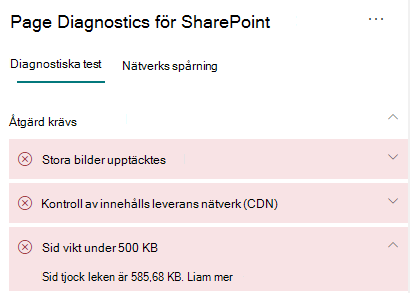 Page Diagnostics för SharePoint
Diagnostiska test
Nätverks spårning
Åtgärd krävs
Stora bilder upptäcktes
Kontroll av innehålls leverans nätverk (CDN)
Sid vikt under 500 KB
Sid tjock leken är 585,68 KB. Liam mer